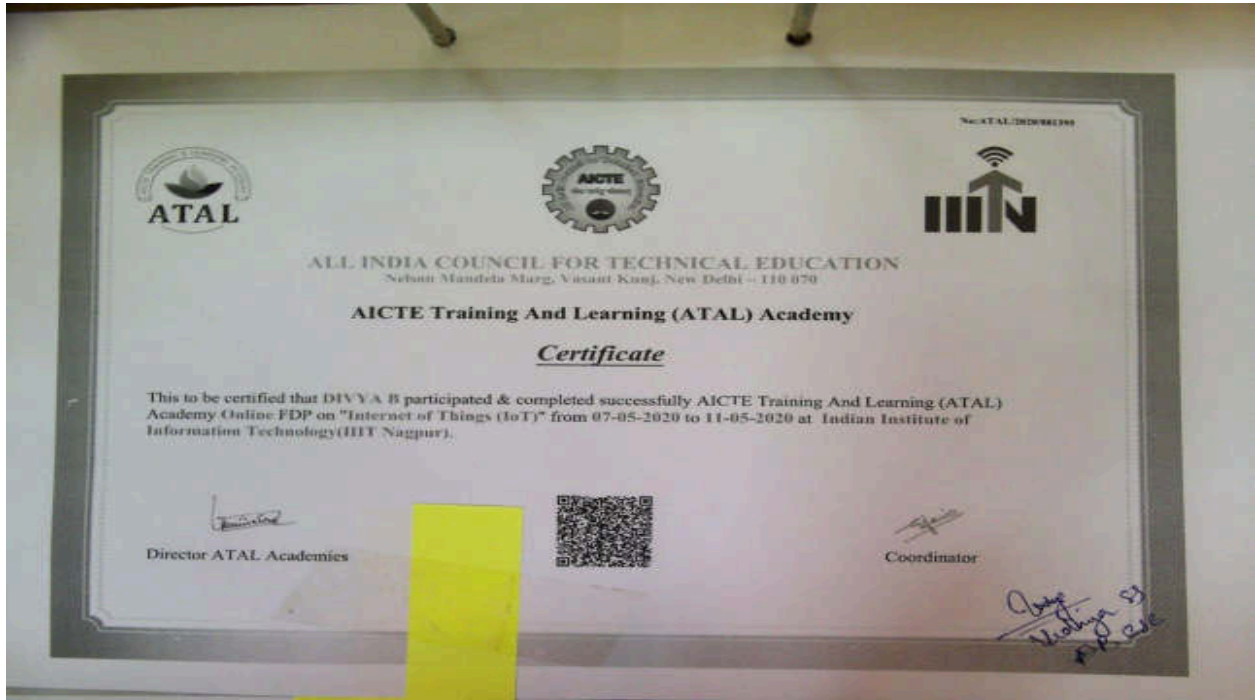 ATAL
AICTE
IIITN
ALL INDIA COUNCIL FOR TECHNICAL EDUCATION
Nelson Mandela Marg, Vasant Kunj, New Delhi – 110 070
AICTE Training And Learning (ATAL) Academy
Certificate
This to be certified that DIVYA B participated & completed successfully AICTE Training And Learning (ATAL)
Academy Online FDP on "Internet of Things (IoT)" from 07-05-2020 to 11-05-2020 at Indian Institute of
Information Technology(IIIT Nagpur).
Director ATAL Academies
Coordinator